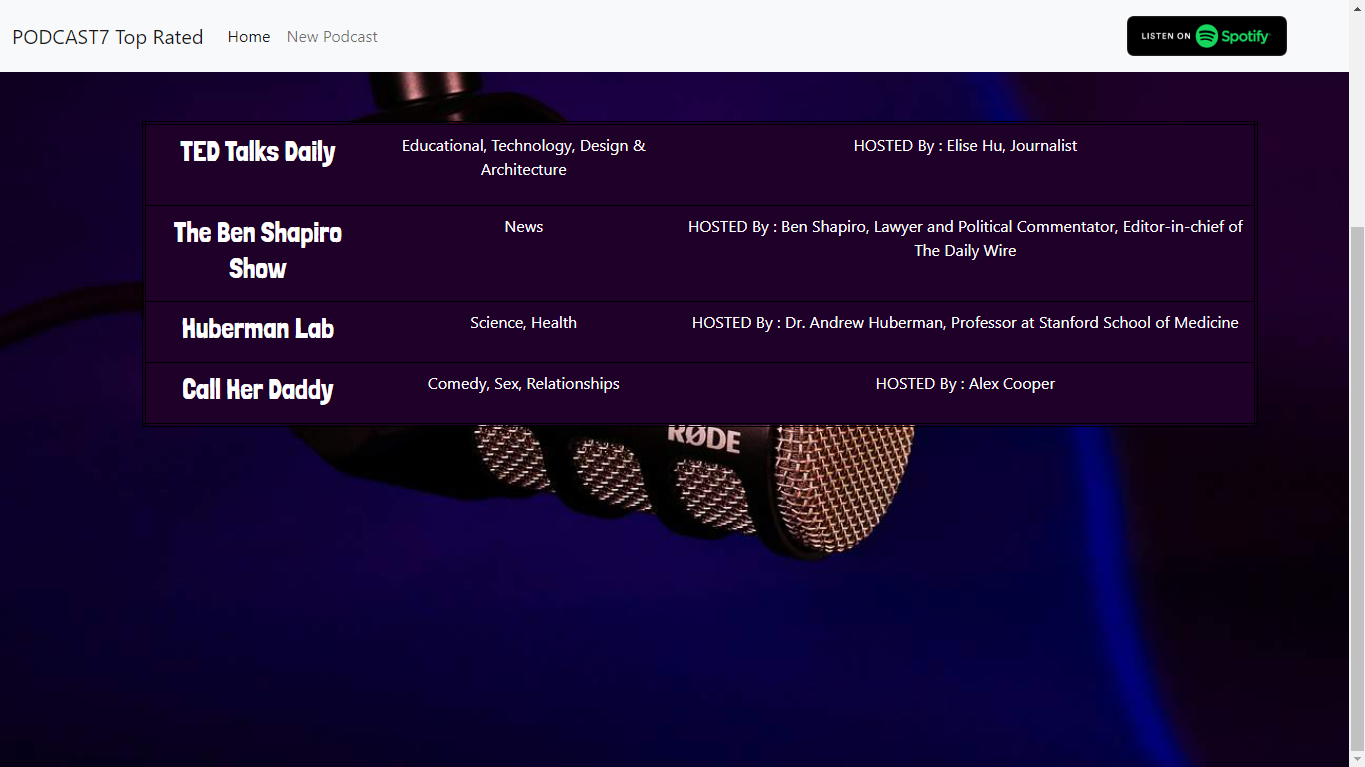 PODCAST7 Top Rated Home New Podcast LISTEN ON Spotify
TED Talks Daily
Educational, Technology, Design &
Architecture
HOSTED By : Elise Hu, Journalist
The Ben Shapiro
Show
News
HOSTED By : Ben Shapiro, Lawyer and Political Commentator, Editor-in-chief of
The Daily Wire
Huberman Lab
Science, Health
HOSTED By : Dr. Andrew Huberman, Professor at Stanford School of Medicine
Call Her Daddy
Comedy, Sex, Relationships
HOSTED By : Alex Cooper
RØDE